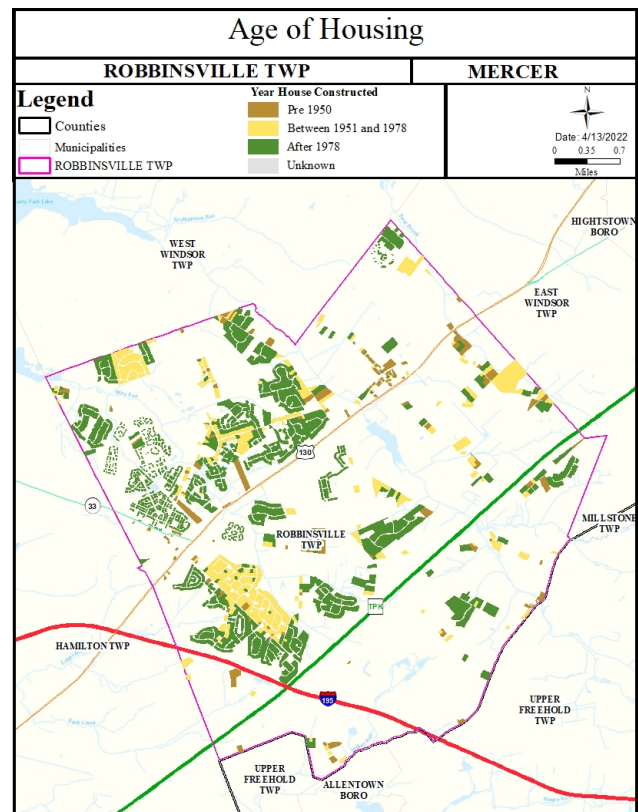 Age of Housing
ROBBINSVILLE TWP
MERCER
Legend
Counties
Municipalities
ROBBINSVILLE TWP
Year House Constructed
Pre 1950
Between 1951 and 1978
After 1978
Unknown
N
Date: 4/13/2022
0 0.35 0.7
Miles
HIGHTSTOWN
BORO
WEST
WINDSOR
TWP
EAST
WINDSOR
TWP
130
33
ROBBINSVILLE
TWP
MILLSTONE
TWP
TPK
HAMILTON TWP
195
UPPER
FREEHOLD
TWP
UPPER
FREEHOLD
TWP
ALLENTOWN
BORO